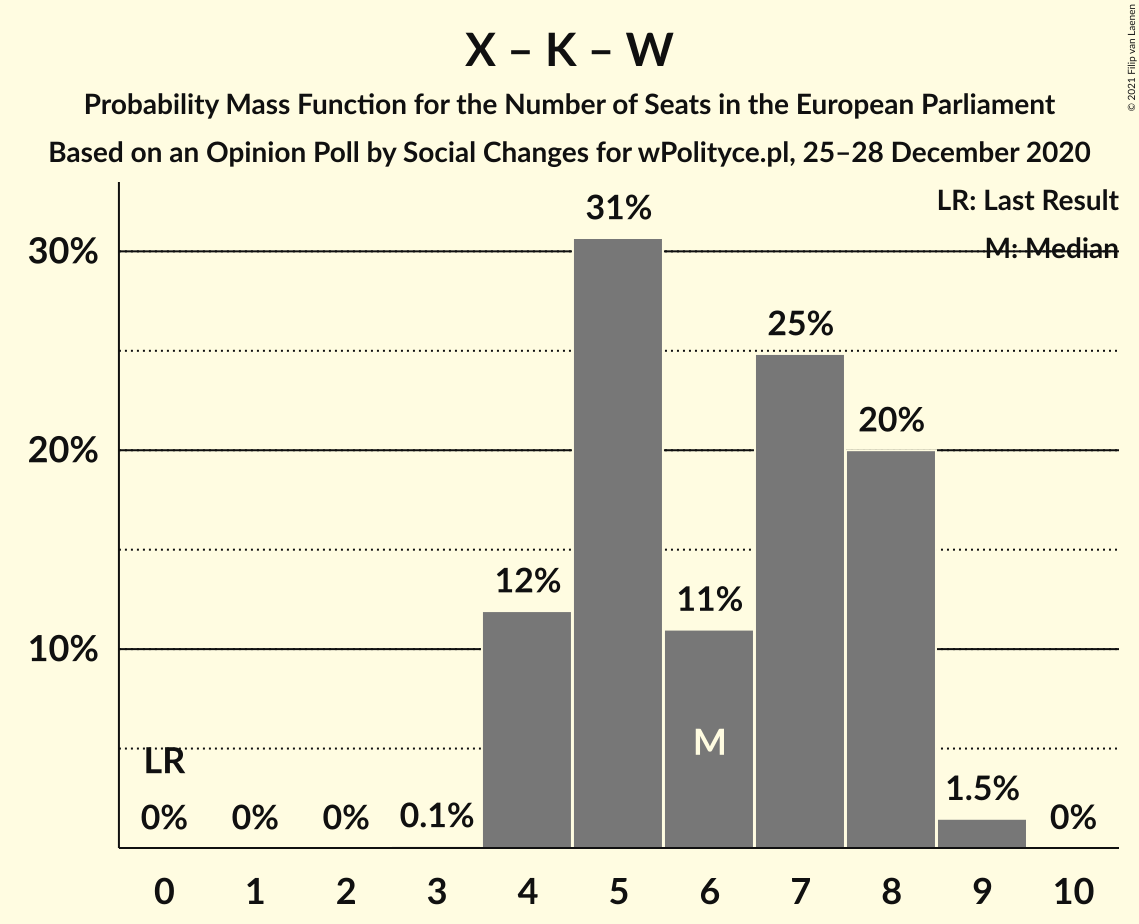 X – K – W
Probability Mass Function for the Number of Seats in the European Parliament
Based on an Opinion Poll by Social Changes for wPolityce.pl, 25–28 December 2020
© 2021 Filip van Laenen
LR: Last Result
M: Median
30%
20%
10%
31%
25%
20%
12%
11%
M
LR
0%
0%
0%
0.1%
1.5%
0%
0 1 2 3 4 5 6 7 8 9 10